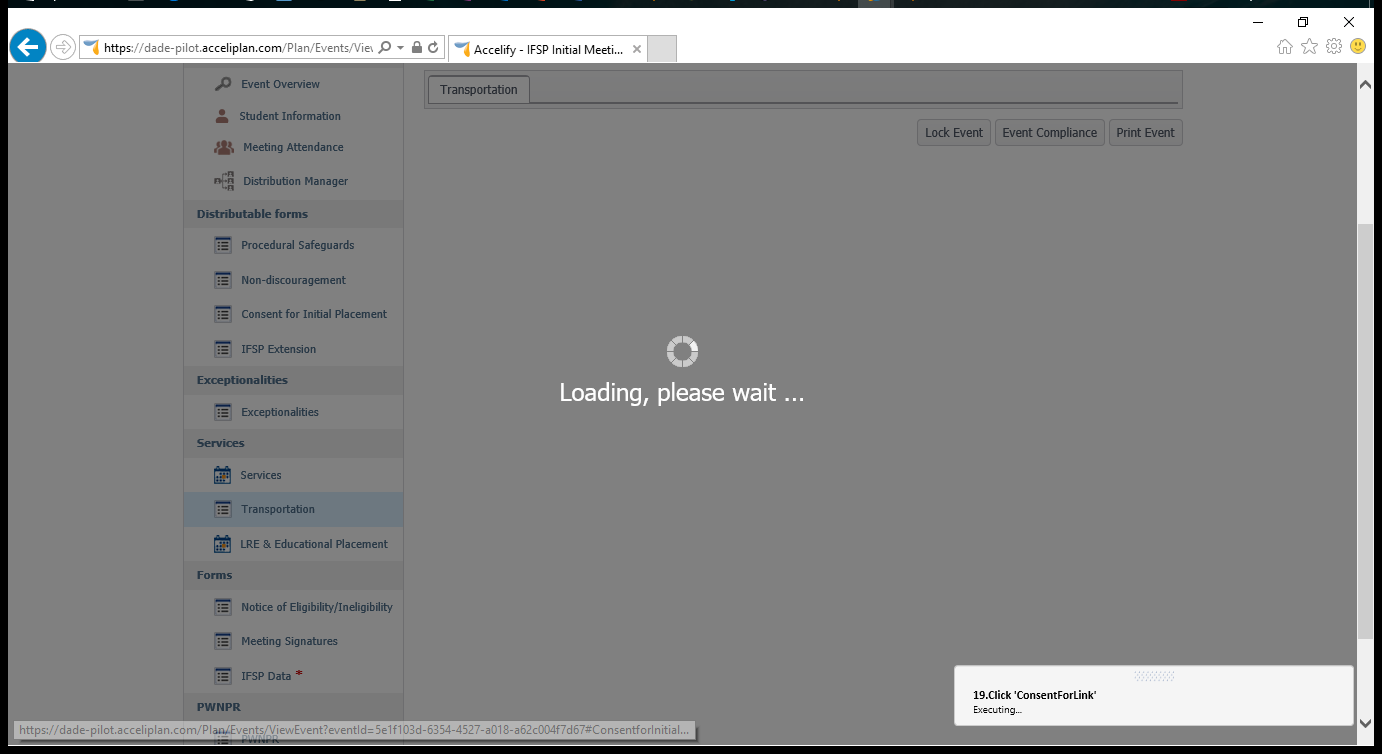 https://dade-pilot.acceliplan.com/Plan/Events/Viev
Accelify - IFSP Initial Meeti...
Event Overview
Student Information
Meeting Attendance
Distribution Manager
Distributable forms
Procedural Safeguards
Non-discouragement
Consent for Initial Placement
IFSP Extension
Exceptionalities
Exceptionalities
Services
Services
Transportation
LRE & Educational Placement
Forms
Notice of Eligibility/Ineligibility
Meeting Signatures
IFSP Data *
PWNPR
PWNPR
Transportation
Lock Event
Event Compliance
Print Event
Loading, please wait ...
19.Click 'ConsentForLink'
Executing...
https://dade-pilot.acceliplan.com/Plan/Events/ViewEvent?eventId=5e1f103d-6354-4527-a018-a62c004f7d67#ConsentforInitial...